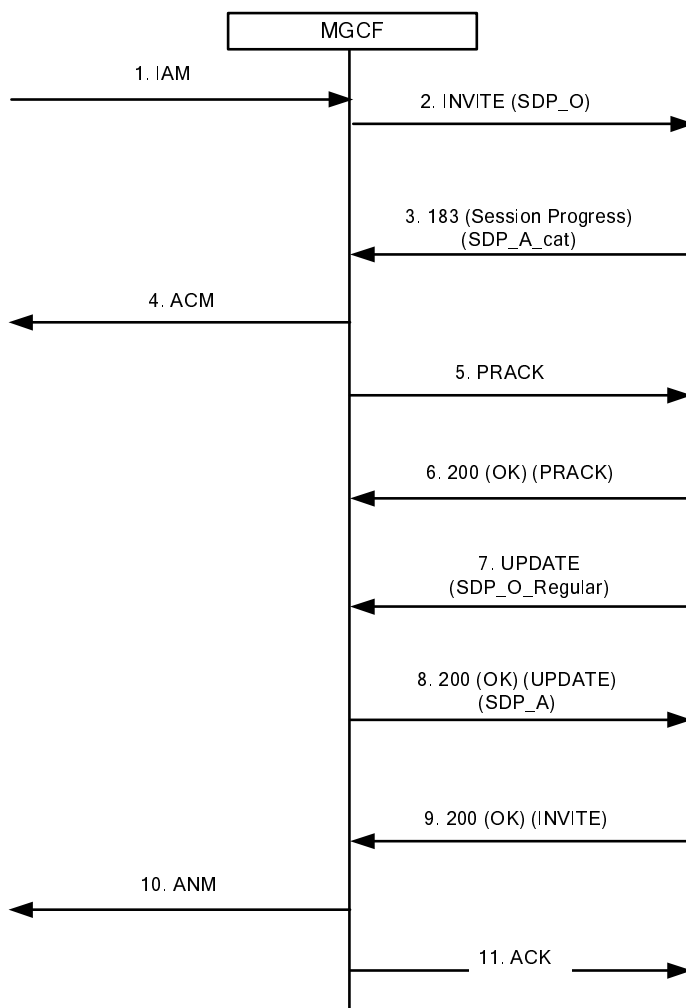 MGCF
1. IAM
2. INVITE (SDP_O)
3. 183 (Session Progress)
(SDP_A_cat)
4. ACM
5. PRACK
6. 200 (OK) (PRACK)
7. UPDATE
(SDP_O_Regular)
8. 200 (OK) (UPDATE)
(SDP_A)
9. 200 (OK) (INVITE)
10. ANM
11. ACK